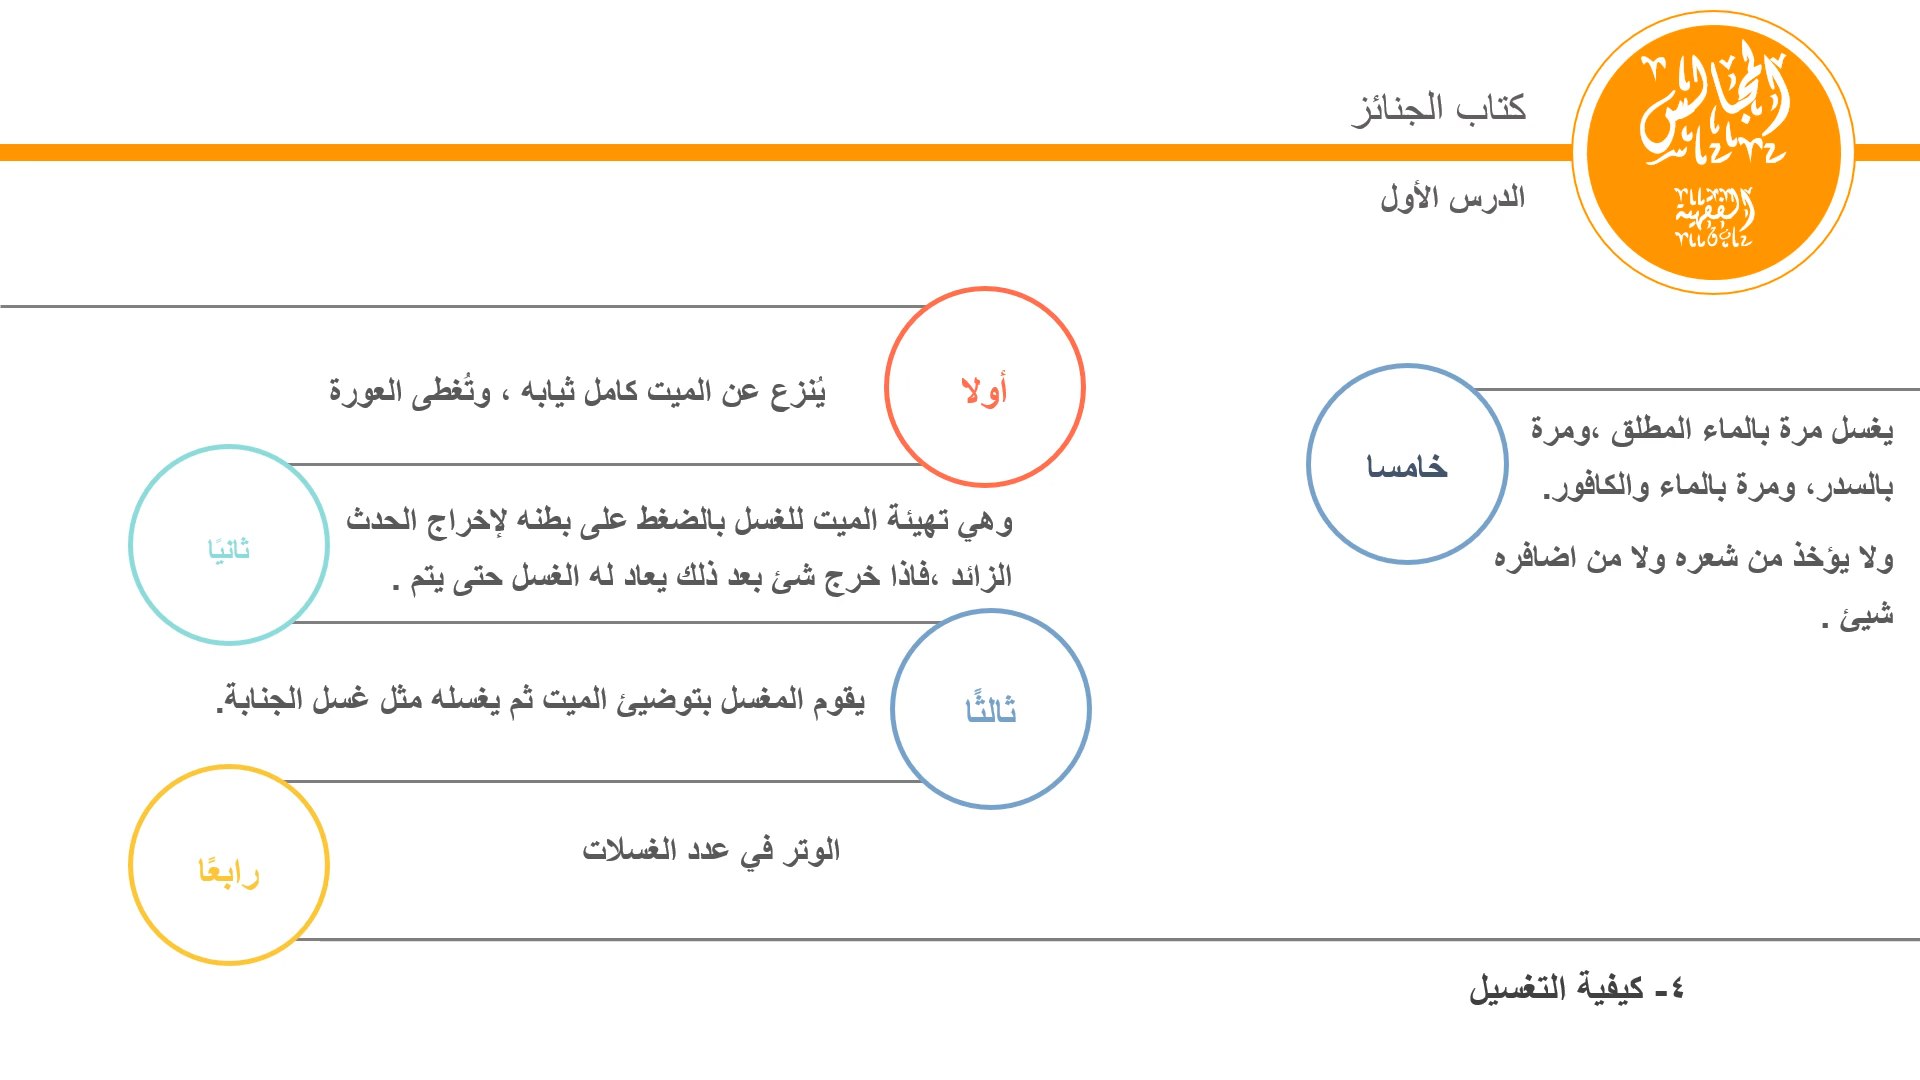 المجالس
الفقهية
كتاب الجنائز
الدرس الأول
أولا
يُنزع عن الميت كامل ثيابه ، وتُغطى العورة
ثانيًا
وهي تهيئة الميت للغسل بالضغط على بطنه لإخراج الحدث
الزائد ،فاذا خرج شئ بعد ذلك يعاد له الغسل حتى يتم .
ثالثًا
يقوم المغسل بتوضيئ الميت ثم يغسله مثل غسل الجنابة.
رابعًا
الوتر في عدد الغسلات
خامسا
يغسل مرة بالماء المطلق ،ومرة
بالسدر، ومرة بالماء والكافور.
ولا يؤخذ من شعره ولا من اضافره
شيئ .
٤- كيفية التغسيل